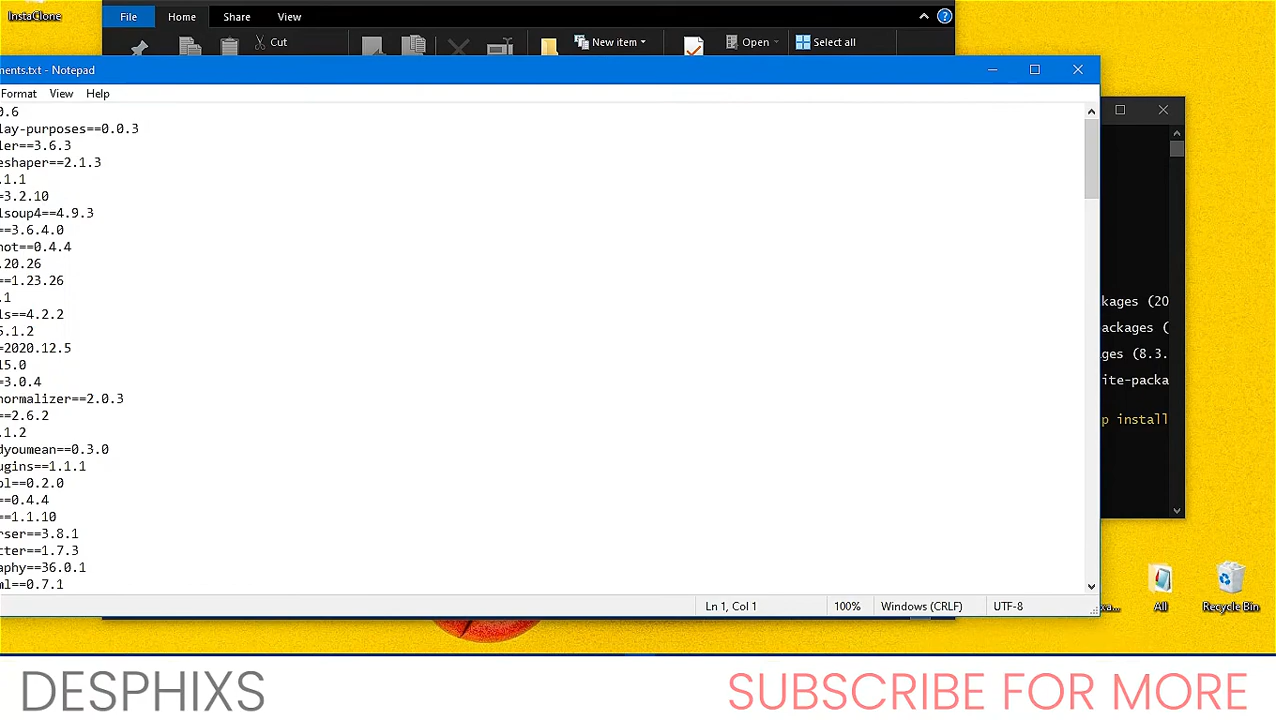 InstaClone
File Home Share View
Cut
New item
Open
Select all
ments.txt - Notepad
Format View Help
0.6
lay-purposes==0.0.3
ler==3.6.3
eshaper==2.1.3
.1.1
=3.2.10
lsoup4==4.9.3
==3.6.4.0
not==0.4.4
.20.26
==1.23.26
.1
ls==4.2.2
5.1.2
=2020.12.5
15.0
=3.0.4
normalizer==2.0.3
==2.6.2
.1.2
dyoumean==0.3.0
ugins==1.1.1
pl==0.2.0
==0.4.4
==1.1.10
rser==3.8.1
tter==1.7.3
aphy==36.0.1
ml==0.7.1
Ln 1, Col 1 100% Windows (CRLF) UTF-8
kages (20
ackages (
ges (8.3.
ite-packa
p install
xa...
All
Recycle Bin
DESPHIXS
SUBSCRIBE FOR MORE